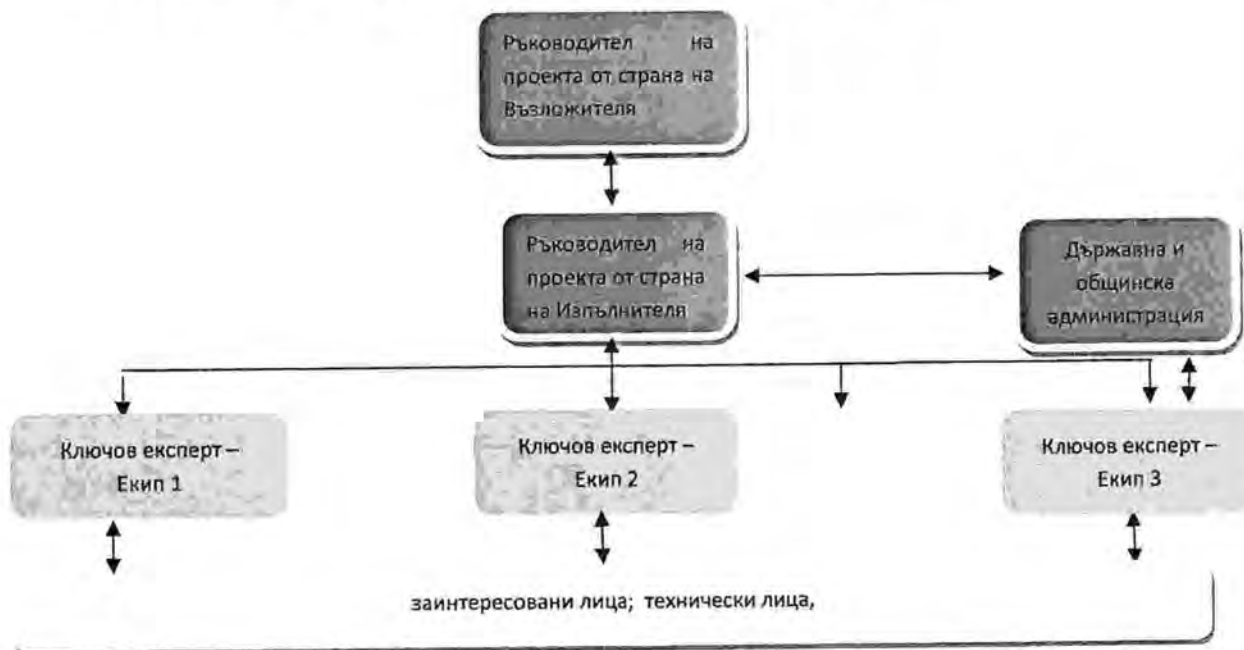 Ръководител на
проекта от страна на
Възложителя
Ръководител на
проекта от страна
на Изпълнителя
Държавна и
общинска
администрация
Ключов експерт –
Екип 1
Ключов експерт –
Екип 2
Ключов експерт –
Екип 3
заинтересовани лица; технически лица,